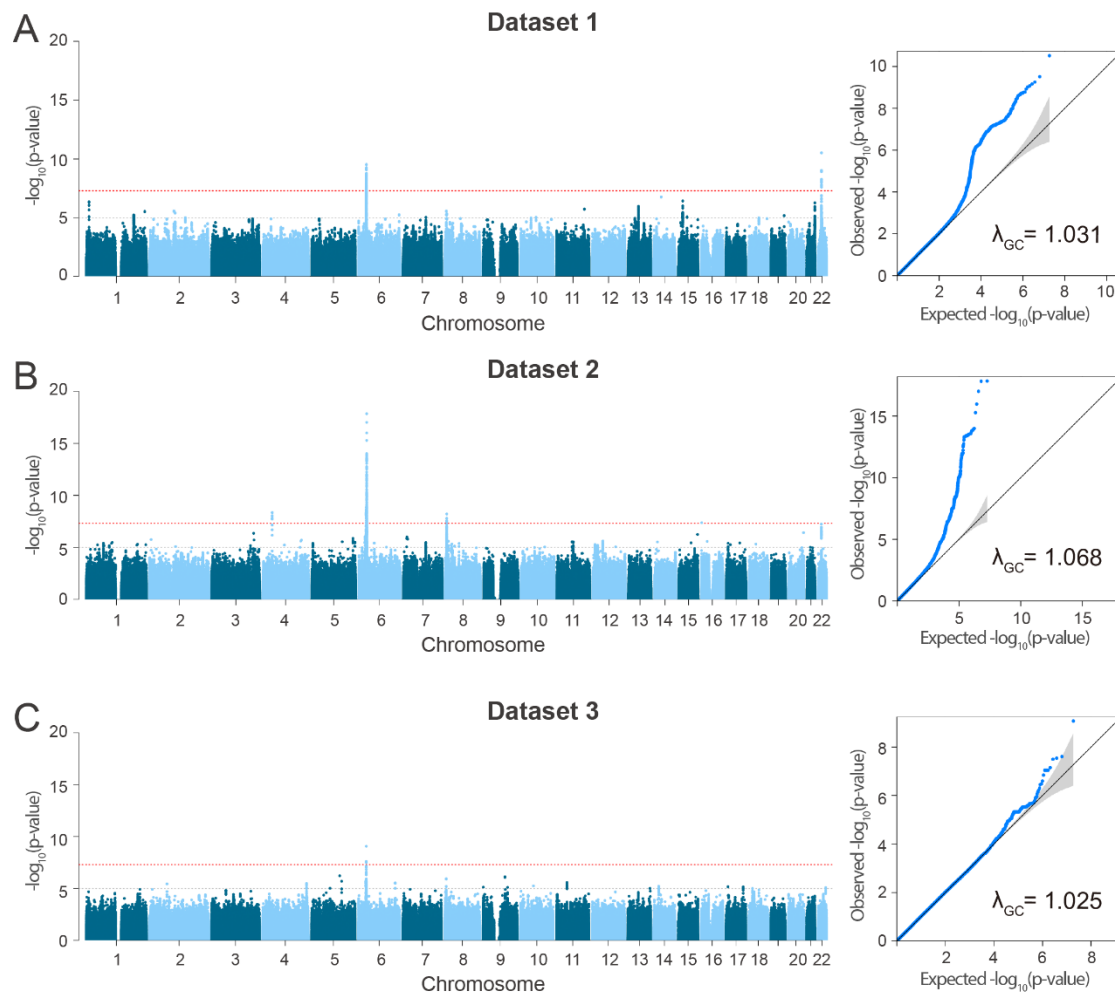 A
Dataset 1
20
15
10
5
0
-log10(p-value)
1 2 3 4 5 6 7 8 9 10 11 12 13 14 15 16 17 18 20 22
Chromosome
10
8
6
4
2
0
Observed -log10(p-value)
λGC= 1.031
2 4 6 8 10
Expected -log10(p-value)
B
Dataset 2
20
15
10
5
0
-log10(p-value)
1 2 3 4 5 6 7 8 9 10 11 12 13 14 15 16 17 18 20 22
Chromosome
15
10
5
0
Observed -log10(p-value)
λGC= 1.068
5 10 15
Expected -log10(p-value)
C
Dataset 3
20
15
10
5
0
-log10(p-value)
1 2 3 4 5 6 7 8 9 10 11 12 13 14 15 16 17 18 20 22
Chromosome
8
6
4
2
0
Observed -log10(p-value)
λGC= 1.025
2 4 6 8
Expected -log10(p-value)